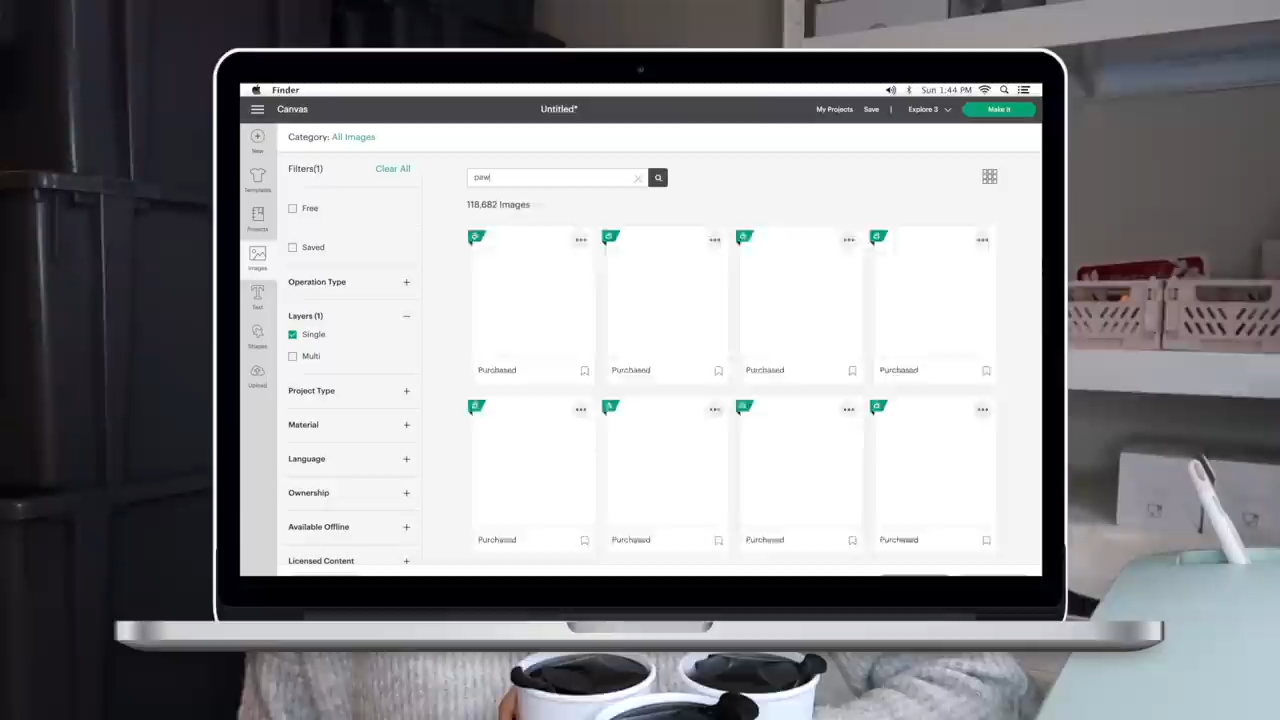 Finder
Sun 1:44 PM
Canvas
Untitled*
My Projects Save | Explore 3
Make It
New
Templates
Projects
Images
Text
Shapes
Upload
Category: All Images
Filters(1) Clear All
Free
Saved
Operation Type +
Layers (1) −
Single
Multi
Project Type +
Material +
Language +
Ownership +
Available Offline +
Licensed Content +
paw
118,682 Images
Purchased Purchased Purchased Purchased
Purchased Purchased Purchased Purchased